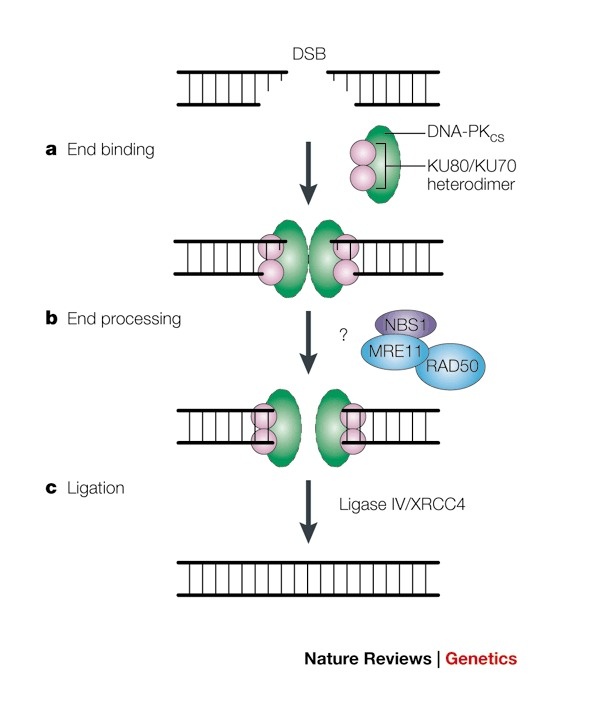 DSB
a End binding
DNA-PKCS
KU80/KU70
heterodimer
b End processing
?
NBS1
MRE11
RAD50
c Ligation
Ligase IV/XRCC4
Nature Reviews | Genetics